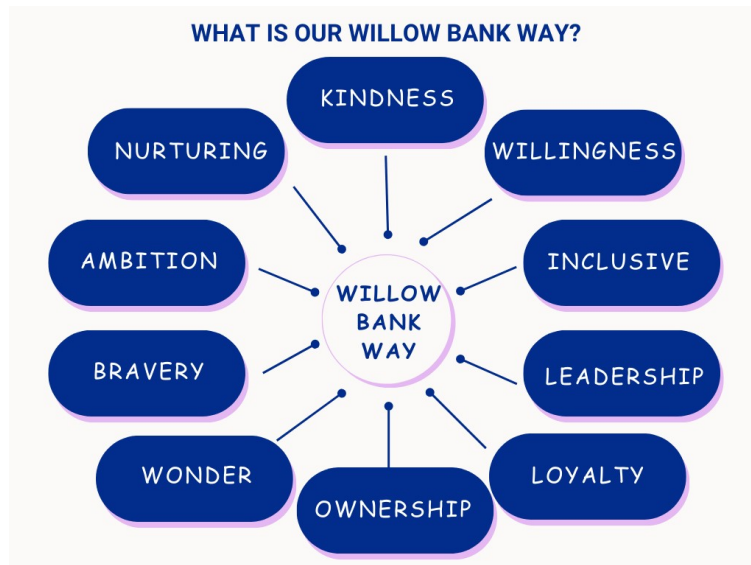 WHAT IS OUR WILLOW BANK WAY?
KINDNESS
WILLINGNESS
INCLUSIVE
LEADERSHIP
LOYALTY
OWNERSHIP
WONDER
BRAVERY
AMBITION
NURTURING
WILLOW
BANK
WAY